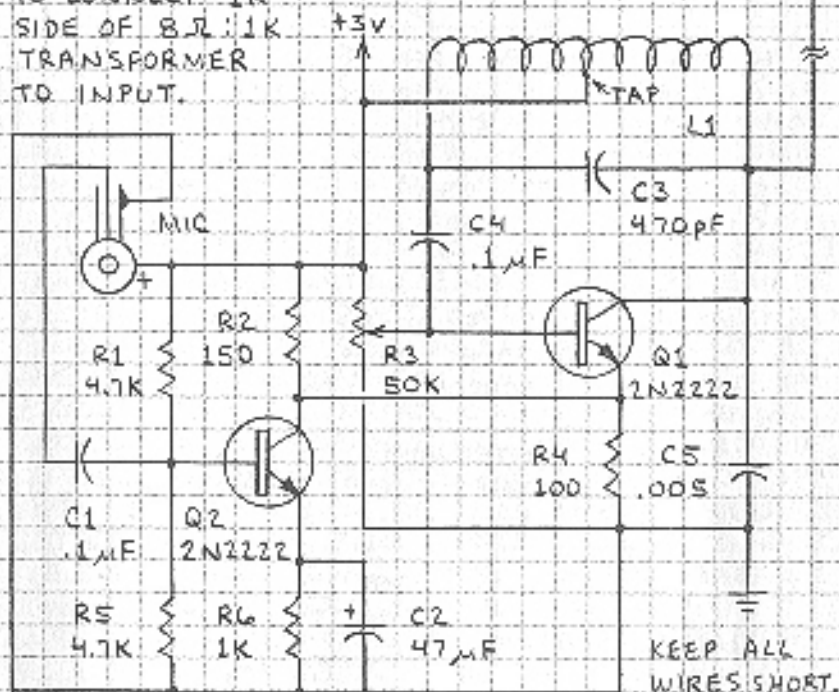 SIDE OF 8Ω:1K
TRANSFORMER
TO INPUT.
+3V
TAP
L1
MIC
+
C3
470pF
C4
.1µF
R2
150
R1
4.7K
R3
50K
Q1
2N2222
R4
100
C5
.005
C1
.1µF
Q2
2N2222
R5
4.7K
R6
1K
+
C2
47µF
KEEP ALL
WIRES SHORT